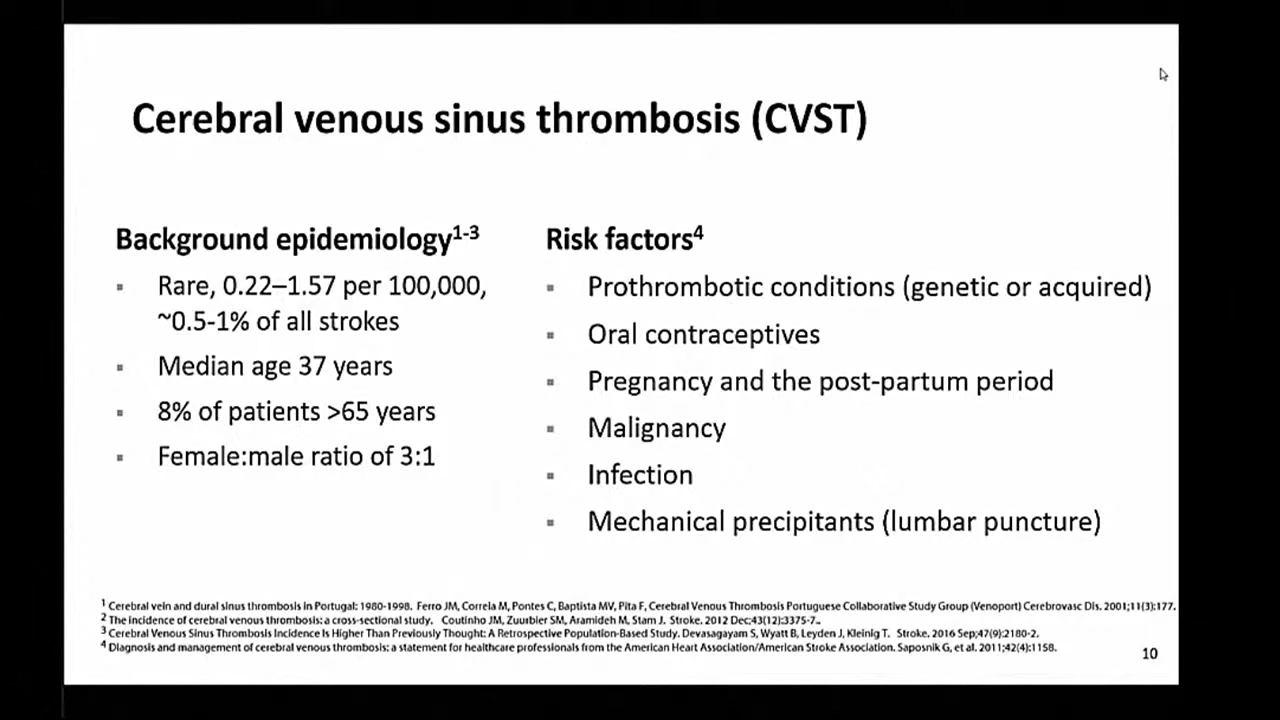 Cerebral venous sinus thrombosis (CVST)
Background epidemiology1-3
▪ Rare, 0.22–1.57 per 100,000,
~0.5-1% of all strokes
▪ Median age 37 years
▪ 8% of patients >65 years
▪ Female:male ratio of 3:1
Risk factors4
▪ Prothrombotic conditions (genetic or acquired)
▪ Oral contraceptives
▪ Pregnancy and the post-partum period
▪ Malignancy
▪ Infection
▪ Mechanical precipitants (lumbar puncture)
1 Cerebral vein and dural sinus thrombosis in Portugal: 1980-1998. Ferro JM, Correia M, Pontes C, Baptista MV, Pita F, Cerebral Venous Thrombosis Portuguese Collaborative Study Group (Venoport) Cerebrovasc Dis. 2001;11(3):177.
2 The incidence of cerebral venous thrombosis: a cross-sectional study. Coutinho JM, Zuurbier SM, Aramideh M, Stam J. Stroke. 2012 Dec;43(12):3375-7..
3 Cerebral Venous Sinus Thrombosis Incidence Is Higher Than Previously Thought: A Retrospective Population-Based Study. Devasagayam S, Wyatt B, Leyden J, Kleinig T. Stroke. 2016 Sep;47(9):2180-2.
4 Diagnosis and management of cerebral venous thrombosis: a statement for healthcare professionals from the American Heart Association/American Stroke Association. Saposnik G, et al. 2011;42(4):1158.
10